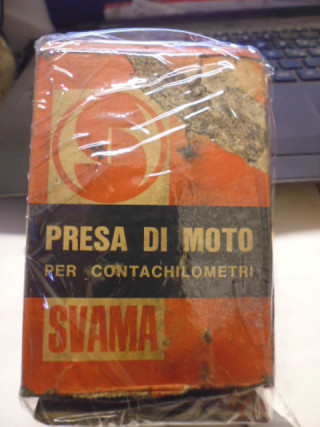 PRESA DI MOTO
PER CONTACHILOMETRI
SVAMA